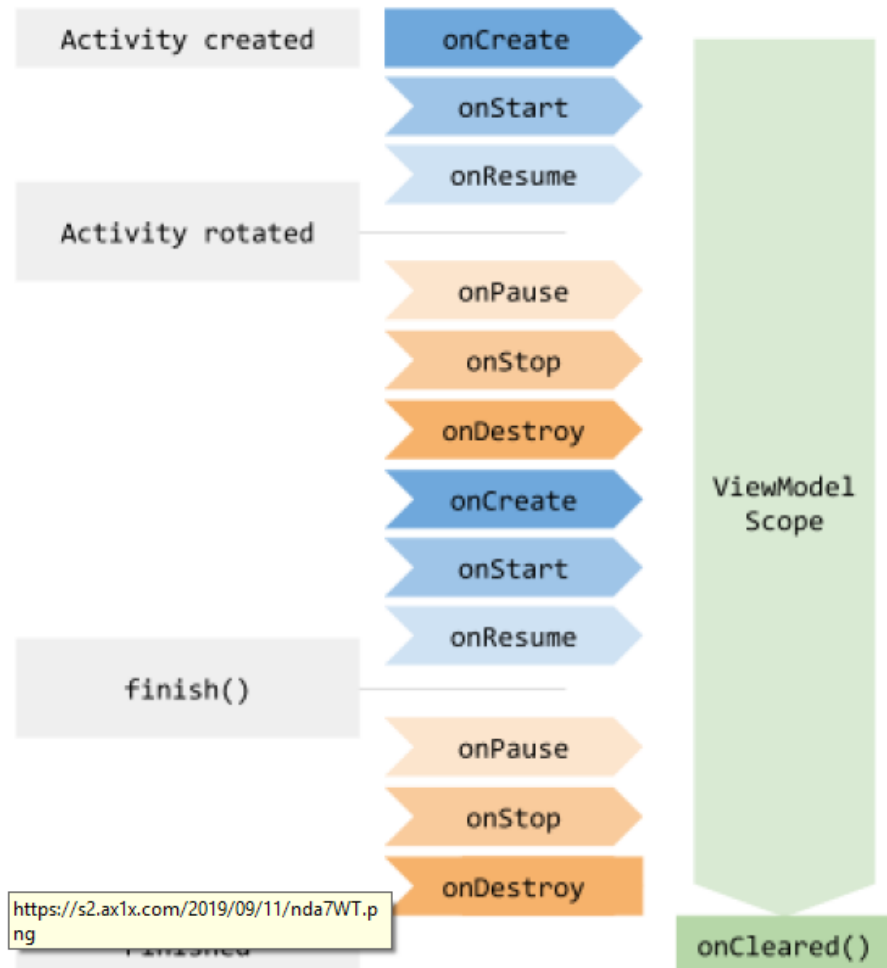 Activity created
onCreate
onStart
onResume
Activity rotated
onPause
onStop
onDestroy
onCreate
ViewModel
Scope
onStart
onResume
finish()
onPause
onStop
onDestroy
https://s2.ax1x.com/2019/09/11/nda7WT.p
ng
Finished
onCleared()